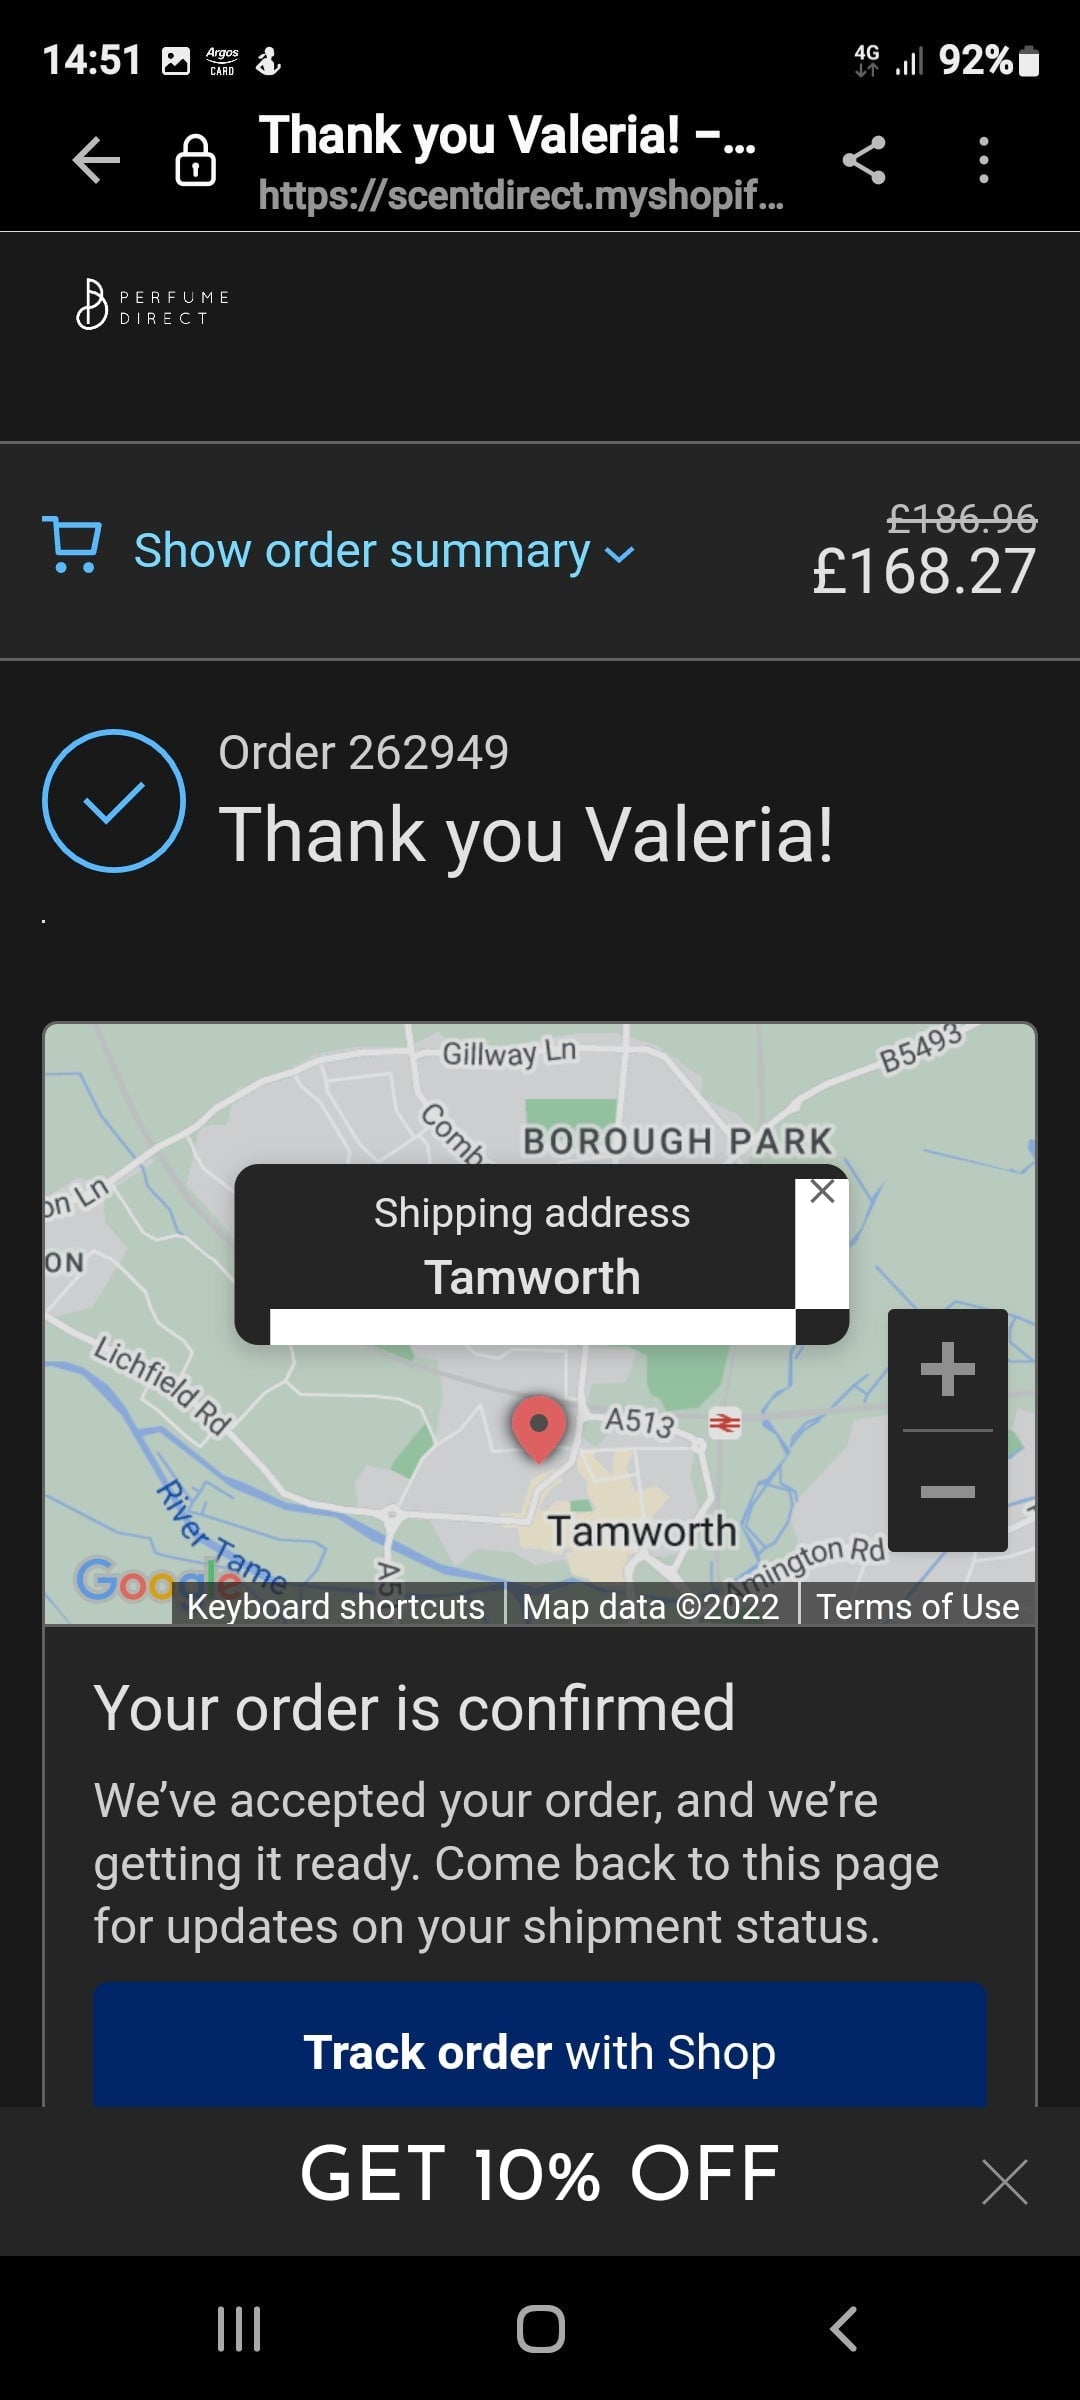 14:51
Argos
CARD
4G
92%
Thank you Valeria! –...
https://scentdirect.myshopif...
PERFUME
DIRECT
Show order summary
£186.96
£168.27
Order 262949
Thank you Valeria!
.
Gillway Ln
B5493
Comb
BOROUGH PARK
on Ln
ON
Shipping address
Tamworth
Lichfield Rd
A513
River Tame
Tamworth
A5
Amington Rd
Google
Keyboard shortcuts
Map data ©2022
Terms of Use
Your order is confirmed
We’ve accepted your order, and we’re
getting it ready. Come back to this page
for updates on your shipment status.
Track order with Shop
GET 10% OFF